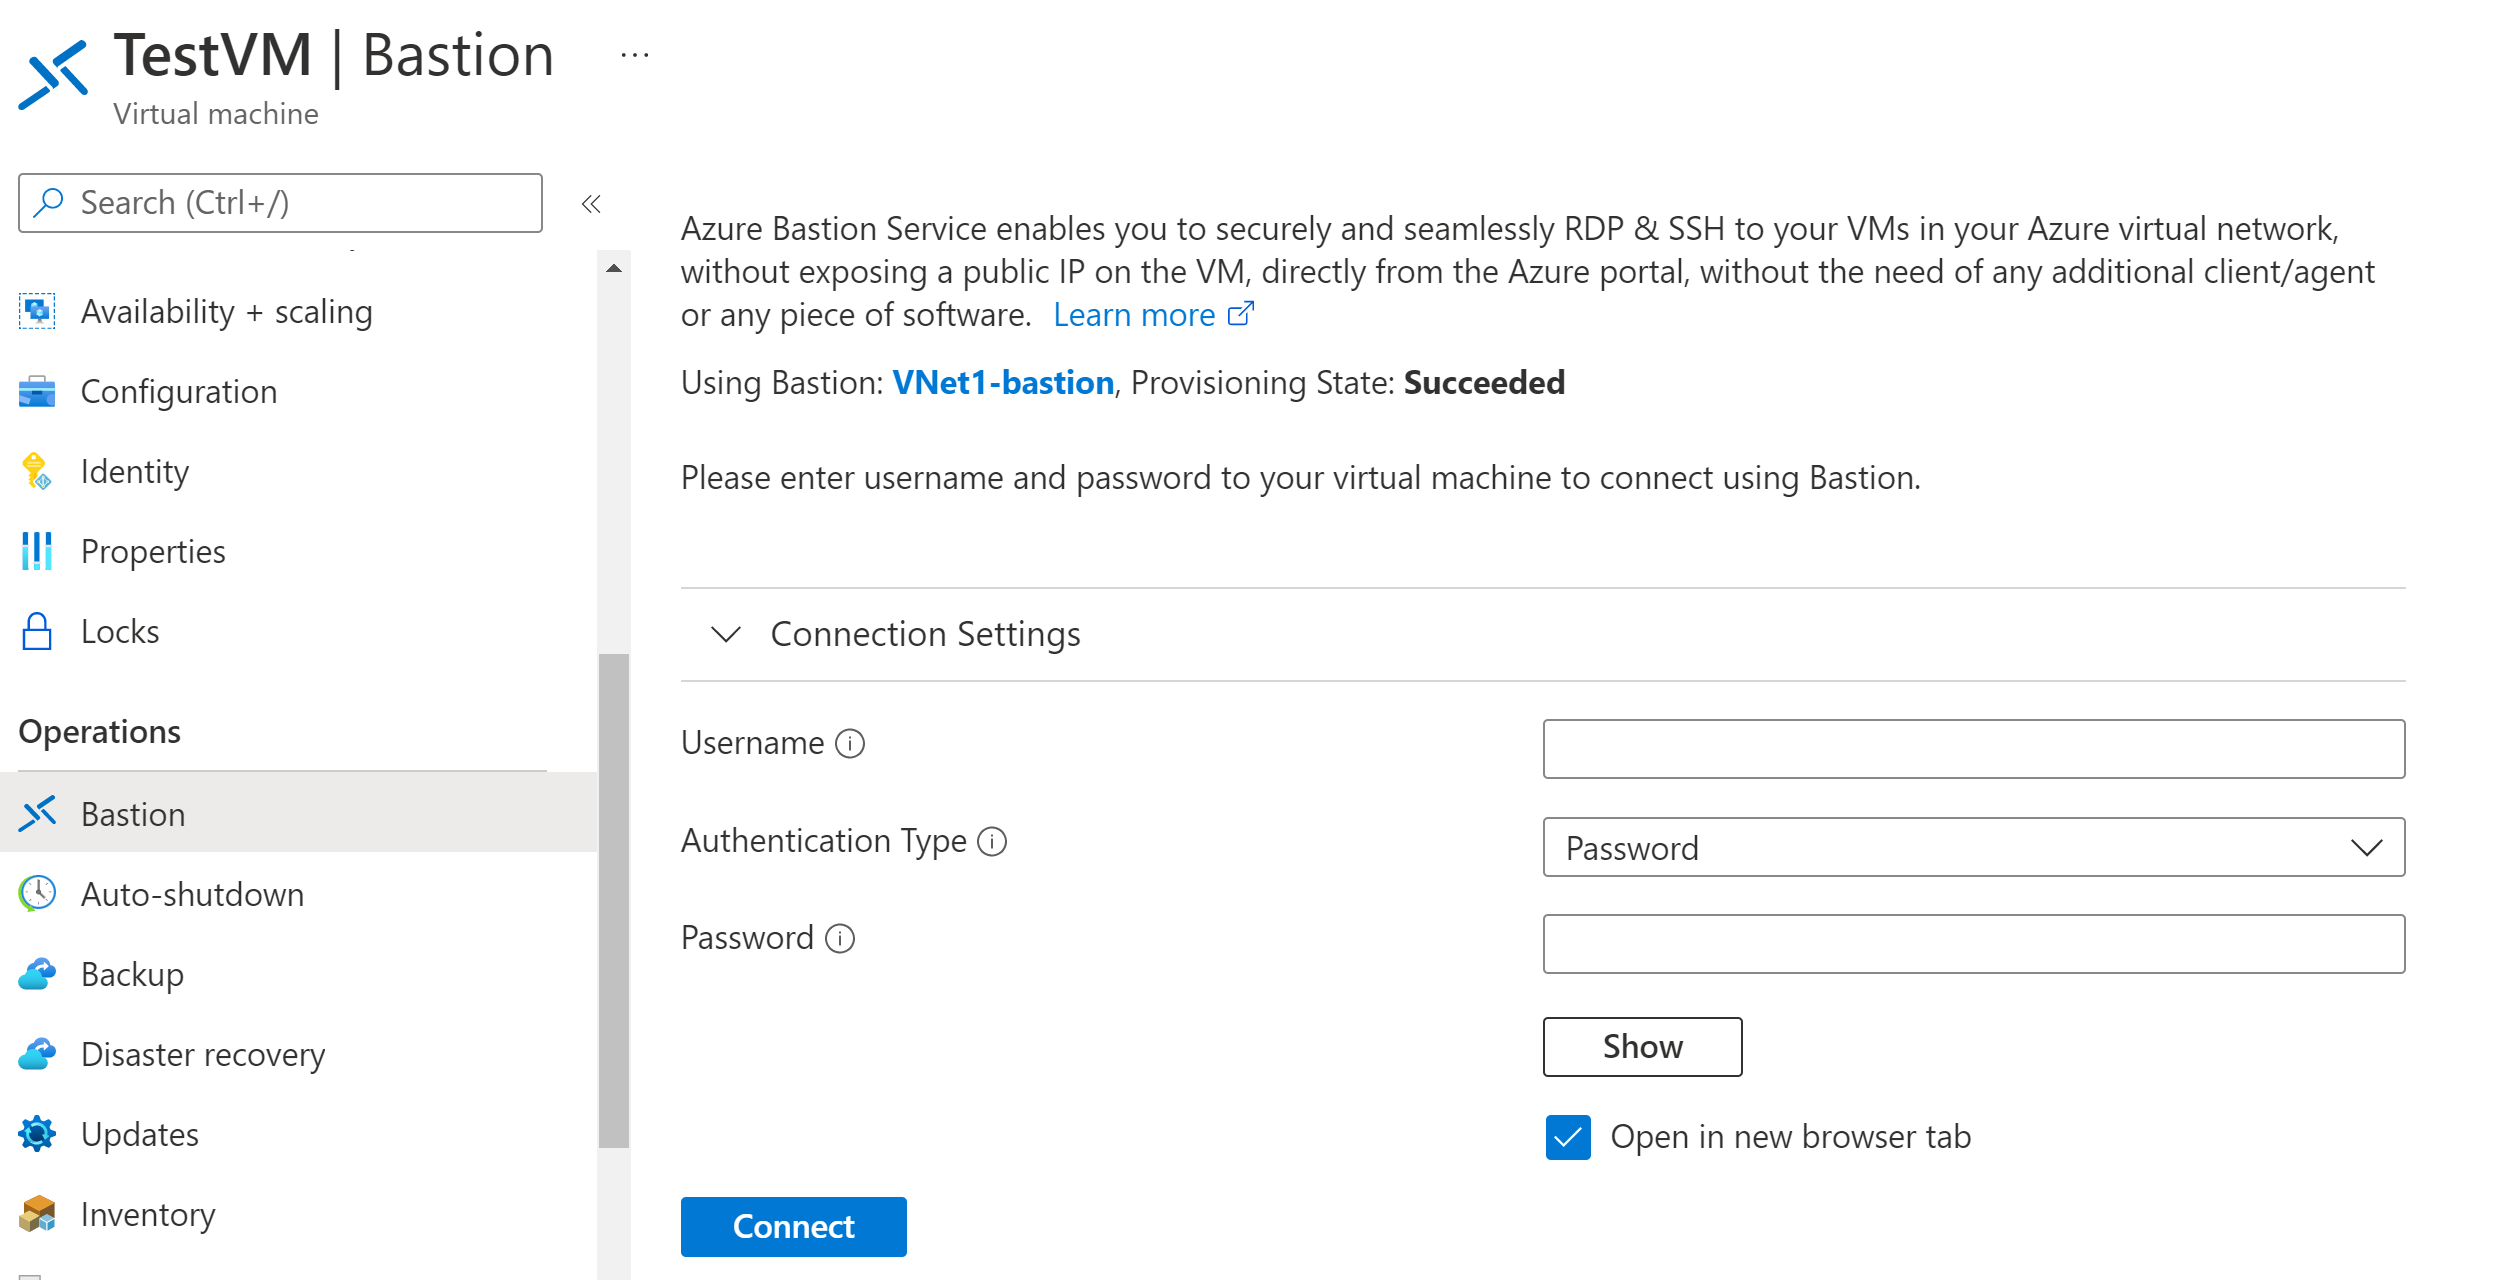 TestVM | Bastion ...
Virtual machine
Search (Ctrl+/)
Availability + scaling
Configuration
Identity
Properties
Locks
Operations
Bastion
Auto-shutdown
Backup
Disaster recovery
Updates
Inventory
Azure Bastion Service enables you to securely and seamlessly RDP & SSH to your VMs in your Azure virtual network,
without exposing a public IP on the VM, directly from the Azure portal, without the need of any additional client/agent
or any piece of software. Learn more
Using Bastion: VNet1-bastion, Provisioning State: Succeeded
Please enter username and password to your virtual machine to connect using Bastion.
Connection Settings
Username
Authentication Type
Password
Password
Show
Open in new browser tab
Connect